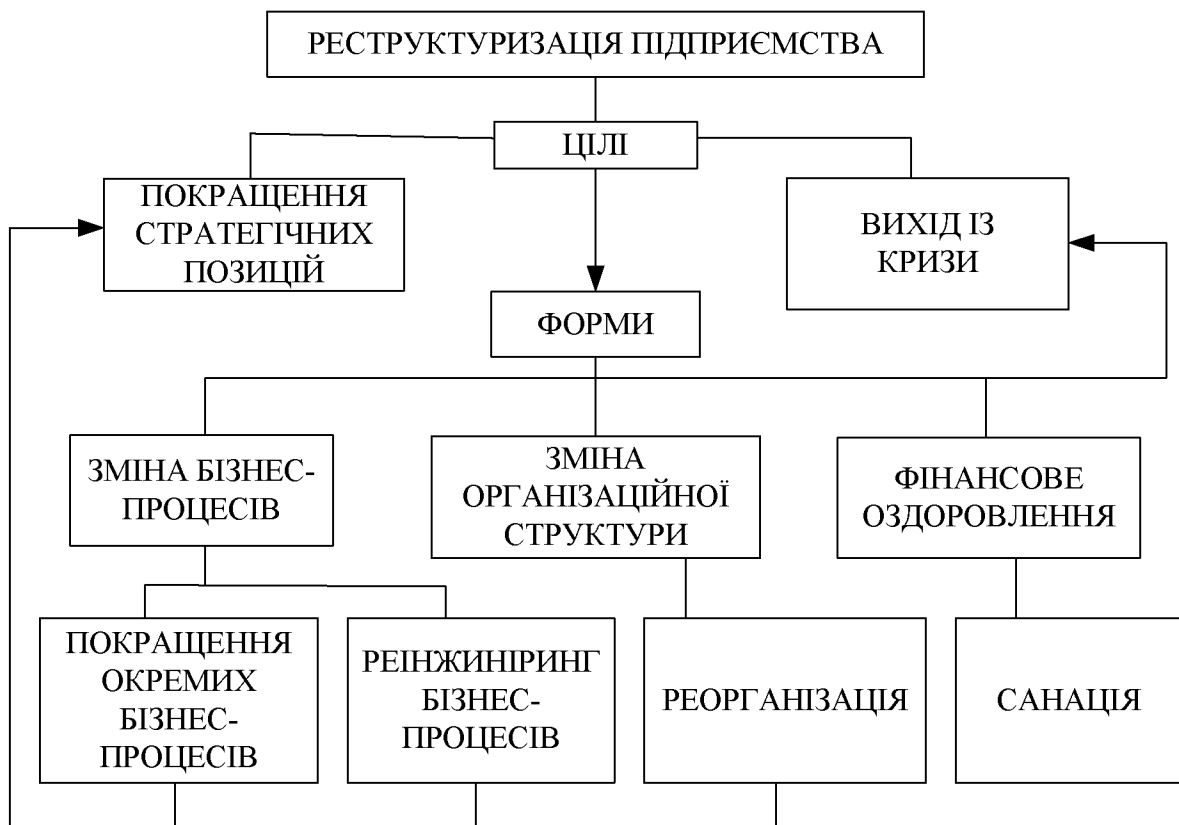 РЕСТРУКТУРИЗАЦІЯ ПІДПРИЄМСТВА
ЦІЛІ
ПОКРАЩЕННЯ
СТРАТЕГІЧНИХ
ПОЗИЦІЙ
ВИХІД ІЗ
КРИЗИ
ФОРМИ
ЗМІНА БІЗНЕС-
ПРОЦЕСІВ
ЗМІНА
ОРГАНІЗАЦІЙНОЇ
СТРУКТУРИ
ФІНАНСОВЕ
ОЗДОРОВЛЕННЯ
ПОКРАЩЕННЯ
ОКРЕМИХ
БІЗНЕС-
ПРОЦЕСІВ
РЕІНЖИНІРИНГ
БІЗНЕС-
ПРОЦЕСІВ
РЕОРГАНІЗАЦІЯ
САНАЦІЯ